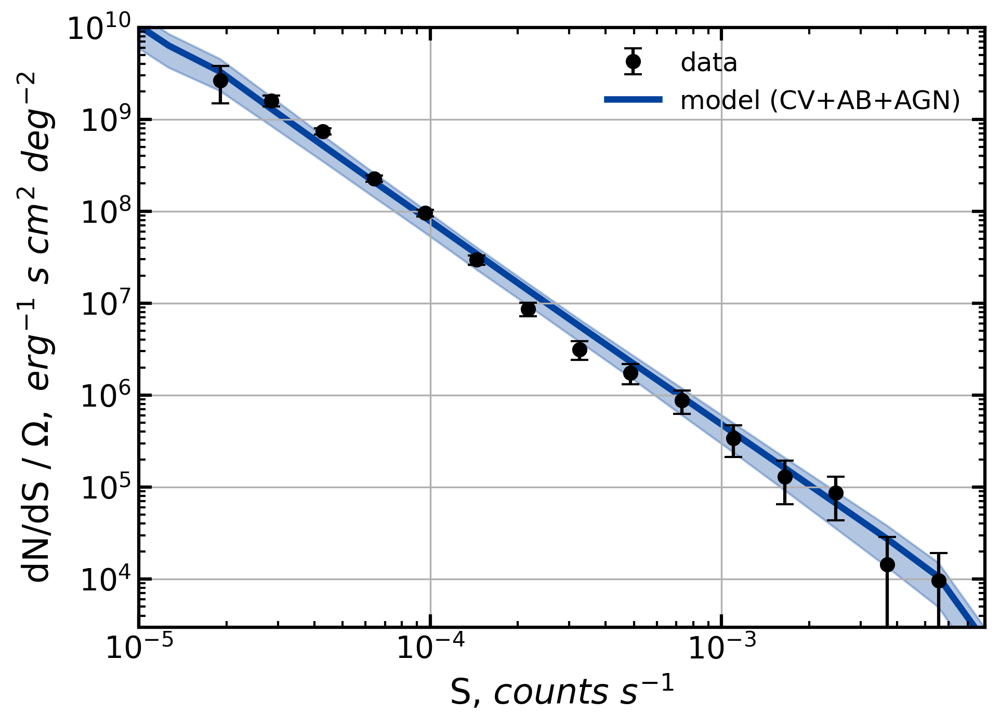 10^10
10^9
10^8
10^7
10^6
10^5
10^4
dN/dS / Ω, erg^−1 s cm^2 deg^−2
data
model (CV+AB+AGN)
10^−5 10^−4 10^−3
S, counts s^−1